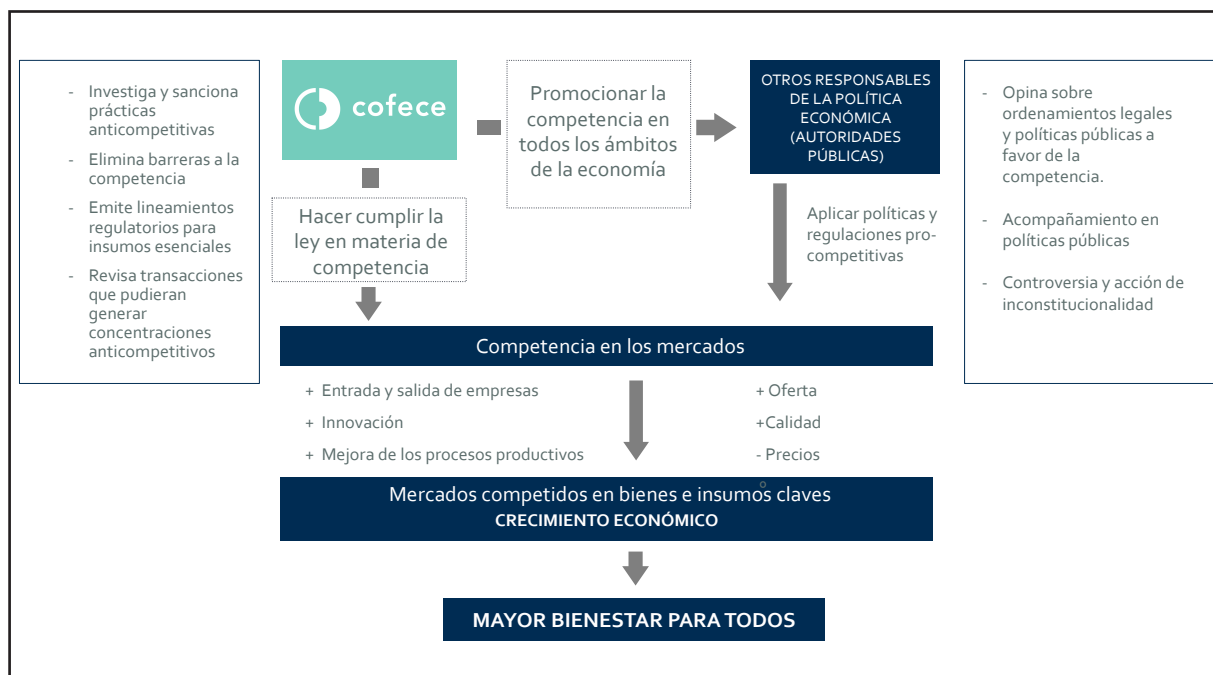 - Investiga y sanciona
prácticas
anticompetitivas
- Elimina barreras a la
competencia
- Emite lineamientos
regulatorios para
insumos esenciales
- Revisa transacciones
que pudieran
generar
concentraciones
anticompetitivos
cofece
Promocionar la
competencia en
todos los ámbitos
de la economía
OTROS RESPONSABLES
DE LA POLÍTICA
ECONÓMICA
(AUTORIDADES
PÚBLICAS)
- Opina sobre
ordenamientos legales
y políticas públicas a
favor de la
competencia.
- Acompañamiento en
políticas públicas
- Controversia y acción de
inconstitucionalidad
Hacer cumplir la
ley en materia de
competencia
Aplicar políticas y
regulaciones pro-
competitivas
Competencia en los mercados
+ Entrada y salida de empresas
+ Innovación
+ Mejora de los procesos productivos
+ Oferta
+Calidad
- Precios
o
Mercados competidos en bienes e insumos claves
CRECIMIENTO ECONÓMICO
MAYOR BIENESTAR PARA TODOS